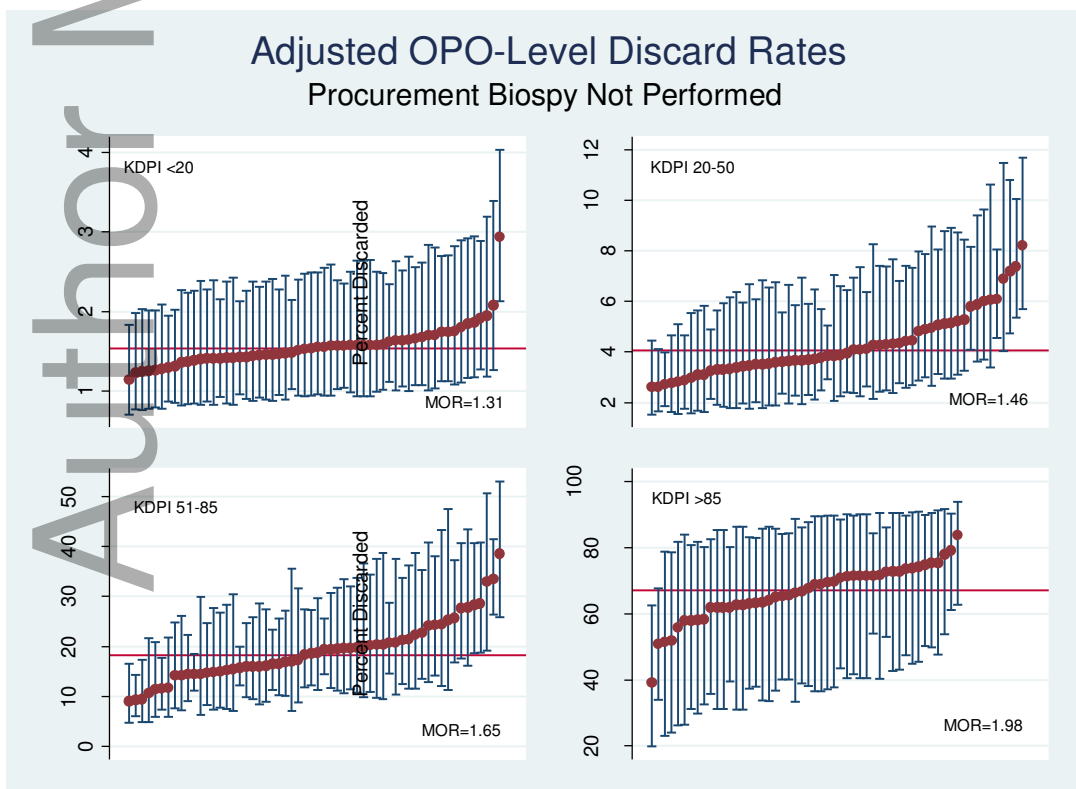 Adjusted OPO-Level Discard Rates
Procurement Biospy Not Performed
KDPI <20
4
3
2
1
Percent Discarded
MOR=1.31
KDPI 20-50
12
10
8
6
4
2
MOR=1.46
KDPI 51-85
50
40
30
20
10
0
Percent Discarded
MOR=1.65
KDPI >85
100
80
60
40
20
MOR=1.98
Author